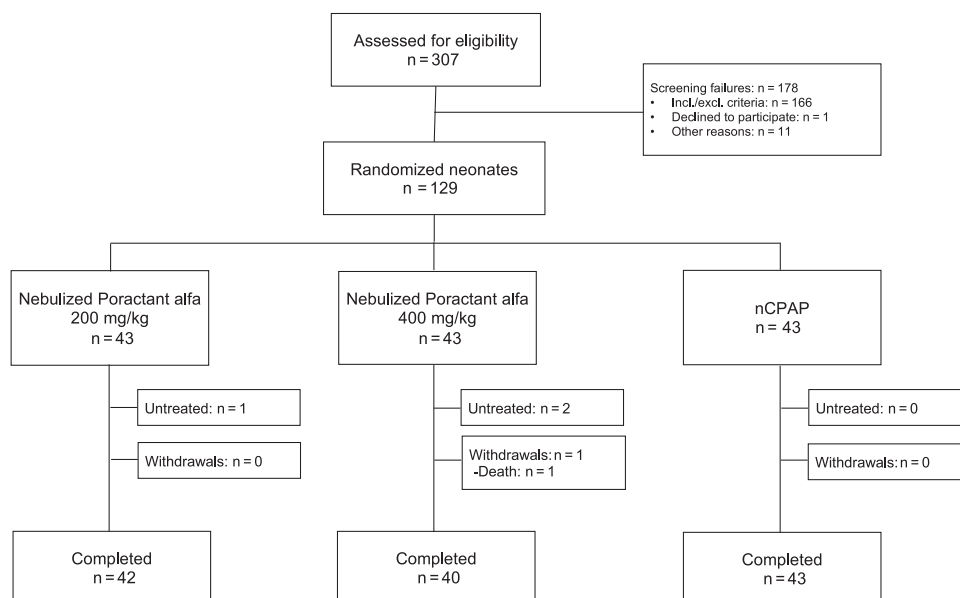 Assessed for eligibility
n = 307
Screening failures: n = 178
• Incl./excl. criteria: n = 166
• Declined to participate: n = 1
• Other reasons: n = 11
Randomized neonates
n = 129
Nebulized Poractant alfa
200 mg/kg
n = 43
Nebulized Poractant alfa
400 mg/kg
n = 43
nCPAP
n = 43
Untreated: n = 1
Untreated: n = 2
Untreated: n = 0
Withdrawals: n = 0
Withdrawals: n = 1
-Death: n = 1
Withdrawals: n = 0
Completed
n = 42
Completed
n = 40
Completed
n = 43